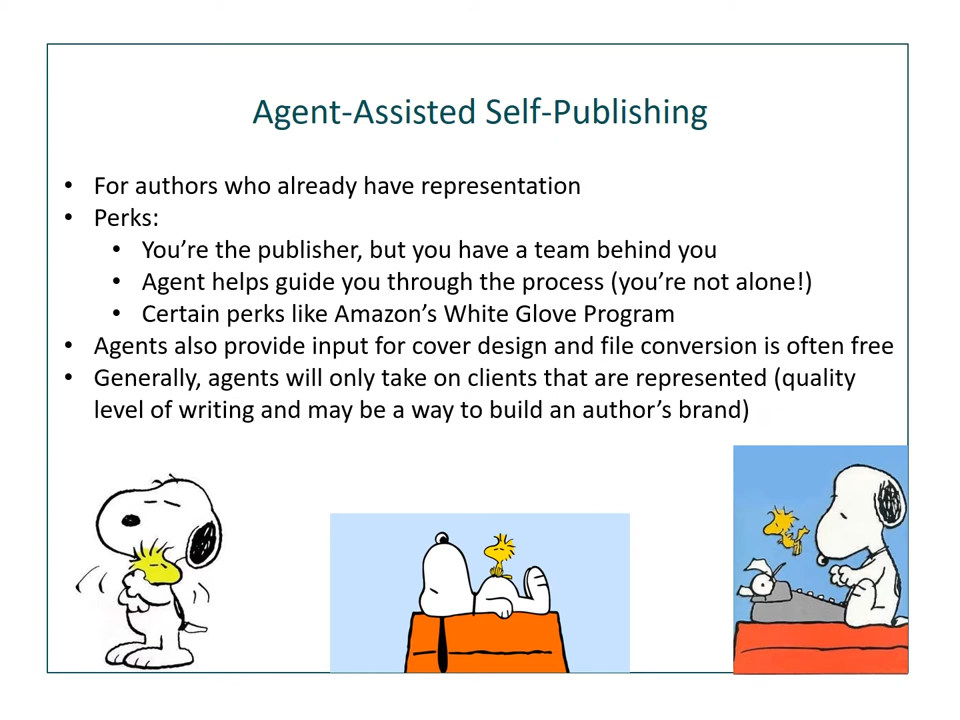 Agent-Assisted Self-Publishing
• For authors who already have representation
• Perks:
• You’re the publisher, but you have a team behind you
• Agent helps guide you through the process (you’re not alone!)
• Certain perks like Amazon’s White Glove Program
• Agents also provide input for cover design and file conversion is often free
• Generally, agents will only take on clients that are represented (quality
level of writing and may be a way to build an author’s brand)